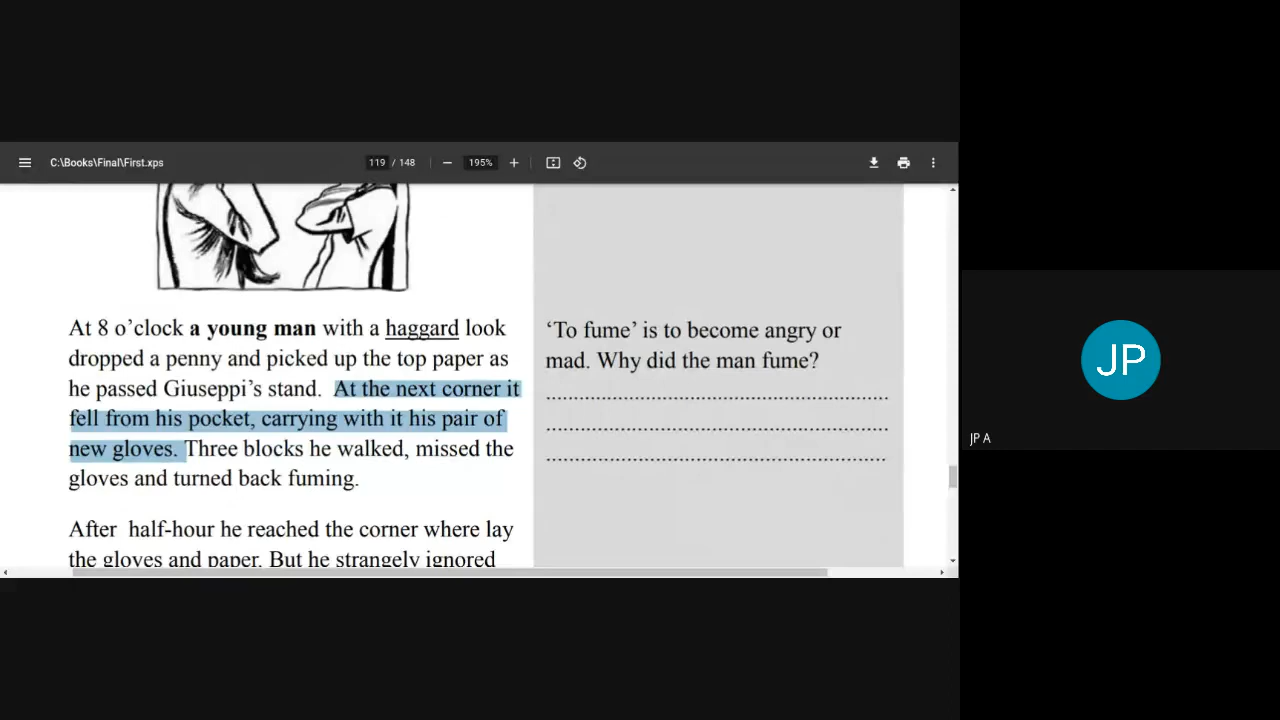 C:\Books\Final\First.xps
119 / 148
195%
At 8 o’clock a young man with a haggard look
dropped a penny and picked up the top paper as
he passed Giuseppi’s stand. At the next corner it
fell from his pocket, carrying with it his pair of
new gloves. Three blocks he walked, missed the
gloves and turned back fuming.
After half-hour he reached the corner where lay
the gloves and paper. But he strangely ignored
‘To fume’ is to become angry or
mad. Why did the man fume?
................................................................
................................................................
................................................................
JP
JP A